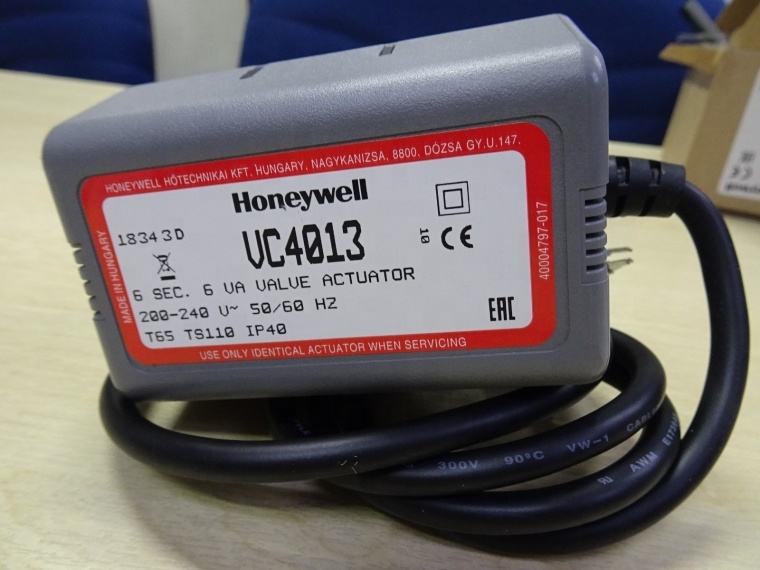 HONEYWELL HŐTECHNIKAI KFT. HUNGARY, NAGYKANIZSA, 8800, DÓZSA GY.U.147.
Honeywell
18343D
VC4013
10
CE
MADE IN HUNGARY
40004797-017
6 SEC. 6 VA VALVE ACTUATOR
200-240 V~ 50/60 HZ
EAC
T65 TS110 IP40
USE ONLY IDENTICAL ACTUATOR WHEN SERVICING
300V 90°C VW-1
AWM